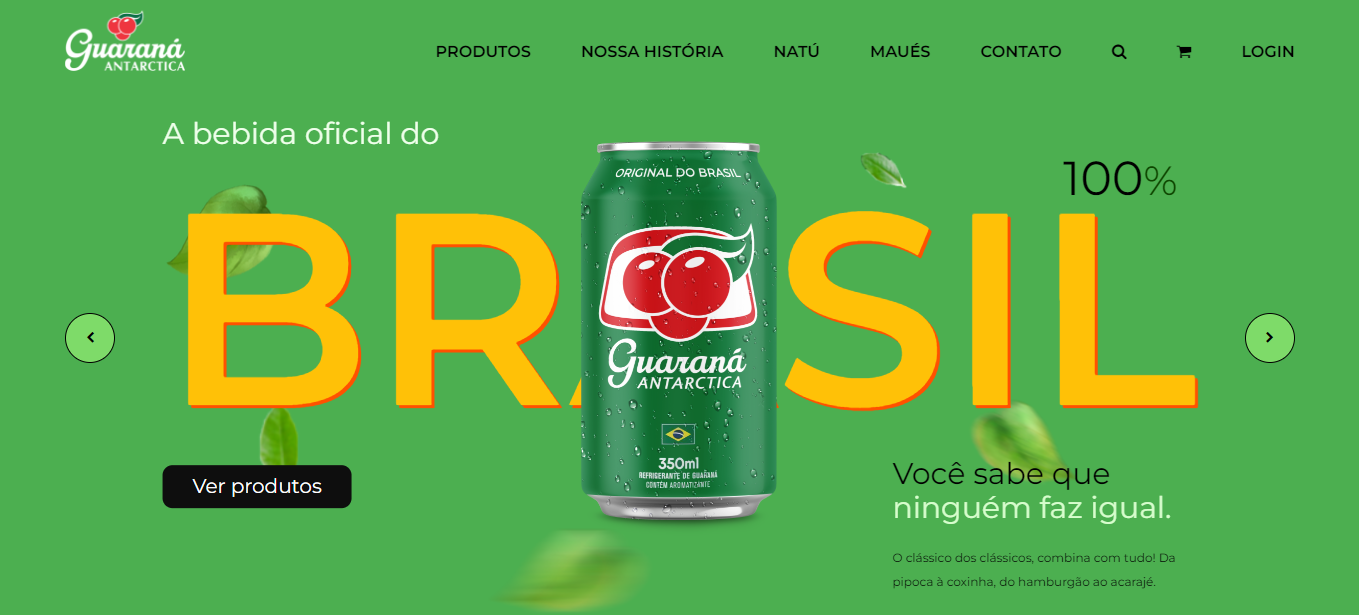 Guaraná
ANTARCTICA
PRODUTOS
NOSSA HISTÓRIA
NATÚ
MAUÉS
CONTATO
LOGIN
A bebida oficial do
100%
BRASIL
ORIGINAL DO BRASIL
Guaraná
ANTARCTICA
350ml
REFRIGERANTE DE GUARANÁ
CONTÉM AROMATIZANTE
Ver produtos
Você sabe que
ninguém faz igual.
O clássico dos clássicos, combina com tudo! Da
pipoca à coxinha, do hamburgão ao acarajé.